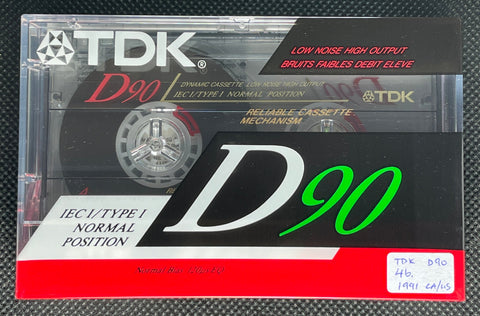 TDK®
LOW NOISE HIGH OUTPUT
BRUITS FAIBLES DEBIT ELEVE
D90
DYNAMIC CASSETTE LOW NOISE HIGH OUTPUT
IEC I/TYPE I NORMAL POSITION
TDK
RELIABLE CASSETTE
MECHANISM
D90
IEC I/TYPE I
NORMAL
POSITION
TDK D90
46.
1991 CA/US